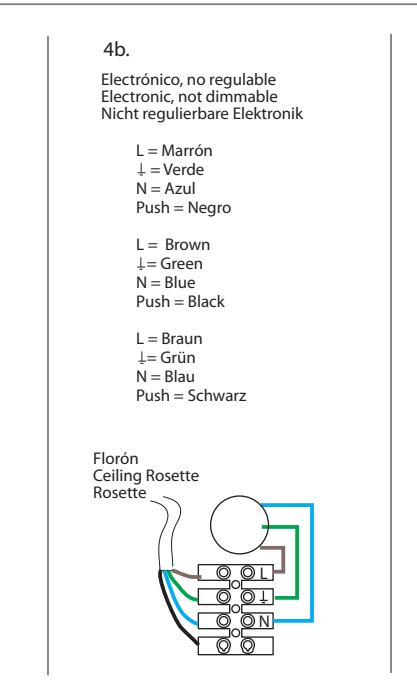 4b.
Electrónico, no regulable
Electronic, not dimmable
Nicht regulierbare Elektronik
L = Marrón
⏚ = Verde
N = Azul
Push = Negro
L = Brown
⏚= Green
N = Blue
Push = Black
L = Braun
⏚= Grün
N = Blau
Push = Schwarz
Florón
Ceiling Rosette
Rosette
L
⏚
N